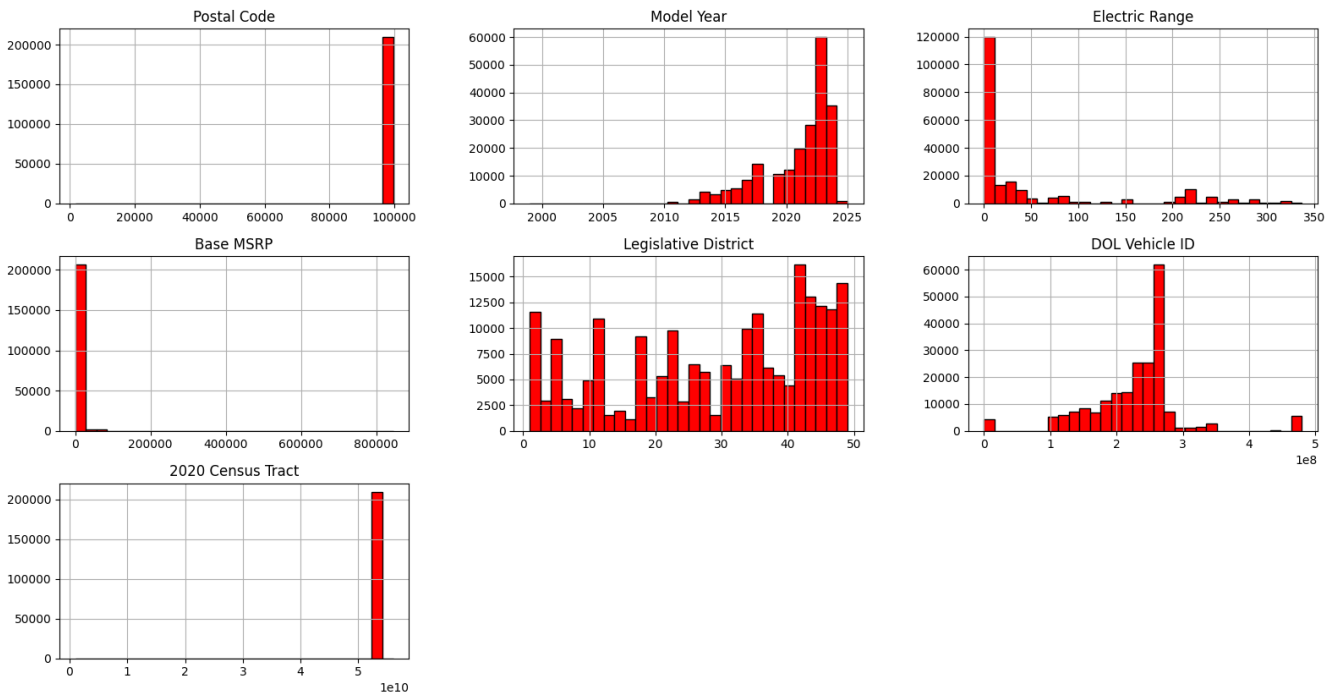 Postal Code
200000
150000
100000
50000
0
0 20000 40000 60000 80000 100000
Model Year
60000
50000
40000
30000
20000
10000
0
2000 2005 2010 2015 2020 2025
Electric Range
120000
100000
80000
60000
40000
20000
0
0 50 100 150 200 250 300 350
Base MSRP
200000
150000
100000
50000
0
0 200000 400000 600000 800000
Legislative District
15000
12500
10000
7500
5000
2500
0
0 10 20 30 40 50
DOL Vehicle ID
60000
50000
40000
30000
20000
10000
0
0 1 2 3 4 5
1e8
2020 Census Tract
200000
150000
100000
50000
0
0 1 2 3 4 5
1e10